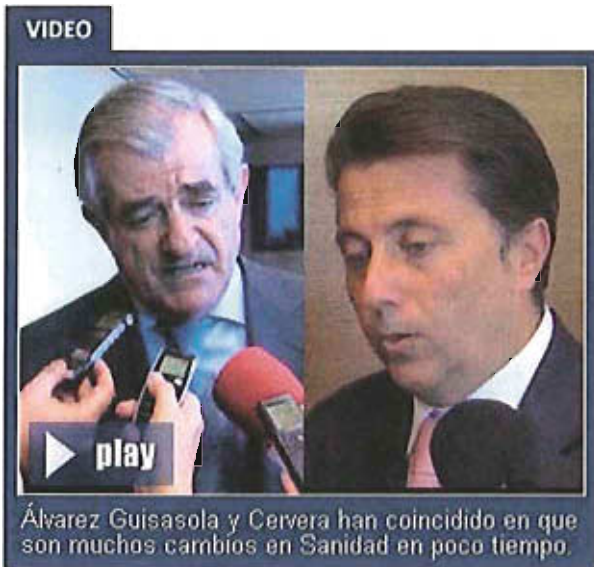 VIDEO
play
Álvarez Guisasola y Cervera han coincidido en que
son muchos cambios en Sanidad en poco tiempo.